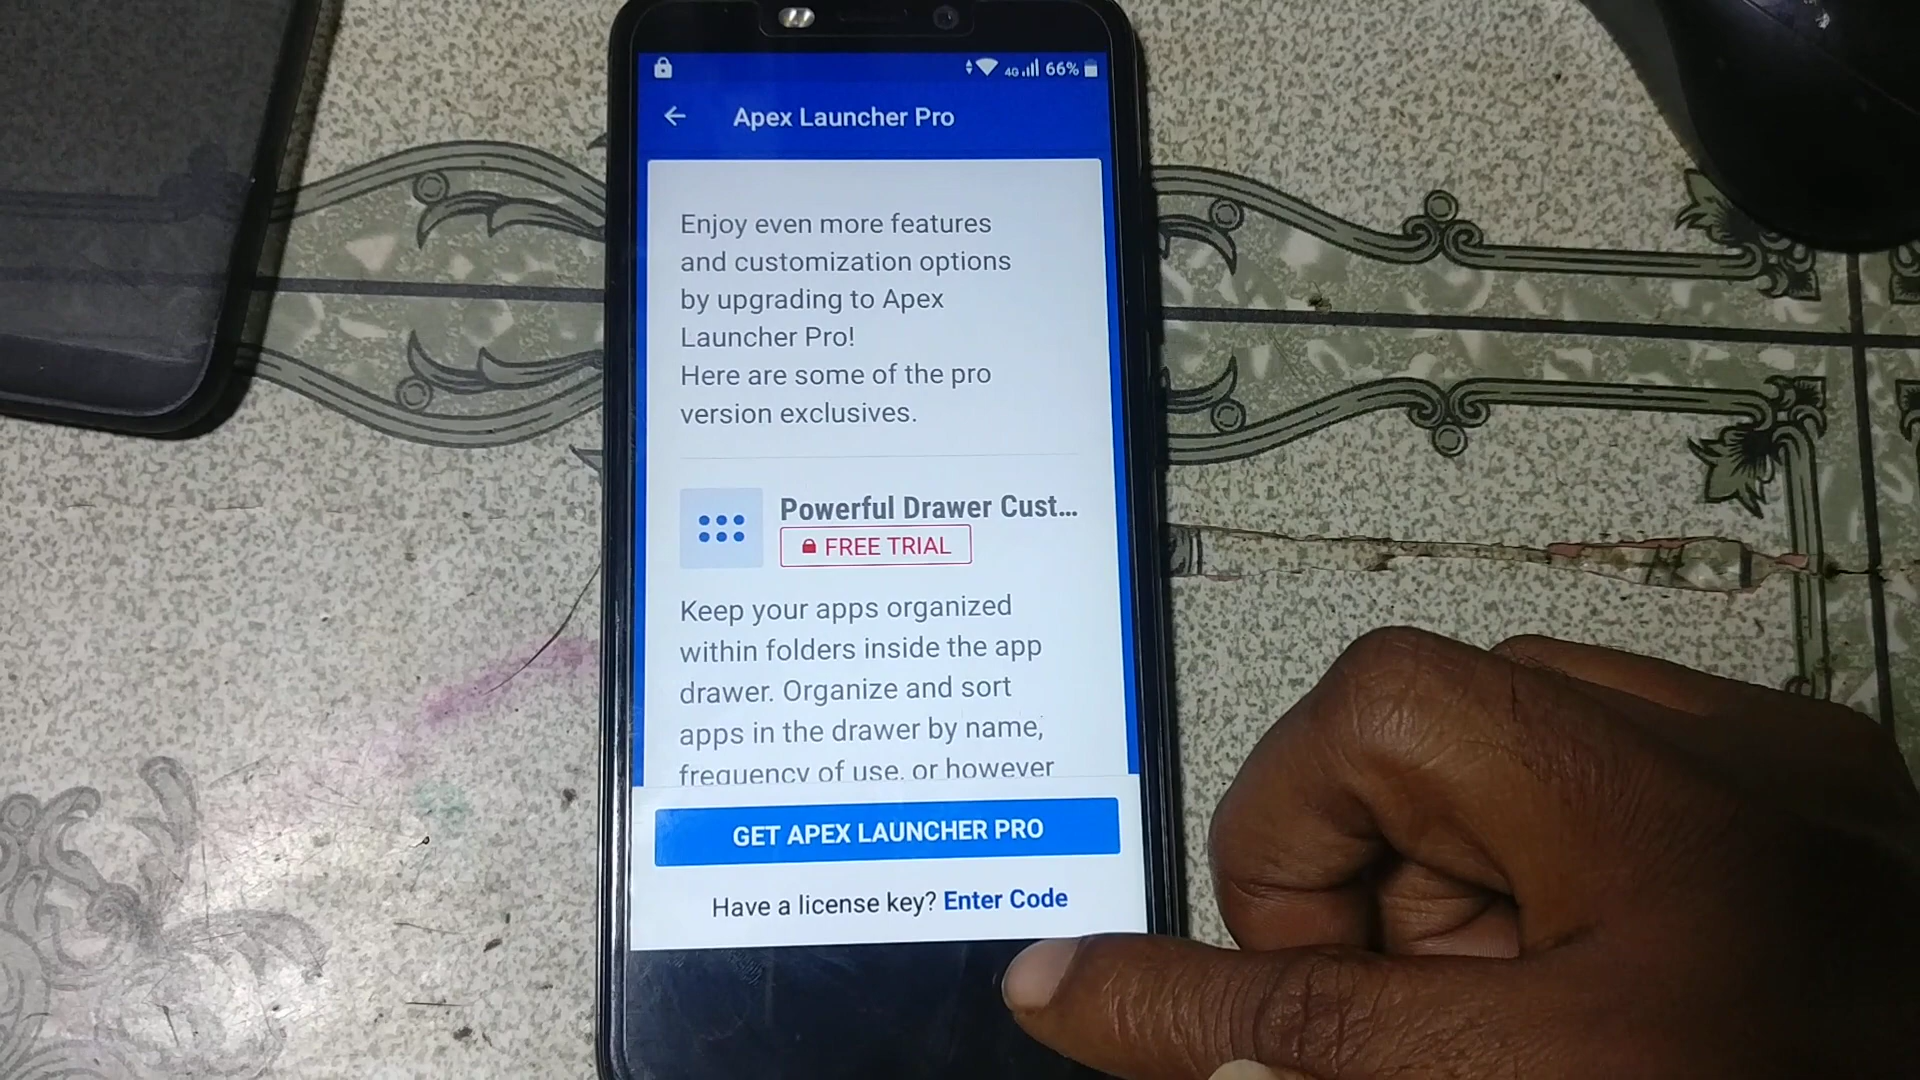 4G 66%
Apex Launcher Pro
Enjoy even more features
and customization options
by upgrading to Apex
Launcher Pro!
Here are some of the pro
version exclusives.
Powerful Drawer Cust...
FREE TRIAL
Keep your apps organized
within folders inside the app
drawer. Organize and sort
apps in the drawer by name,
frequency of use, or however
GET APEX LAUNCHER PRO
Have a license key? Enter Code